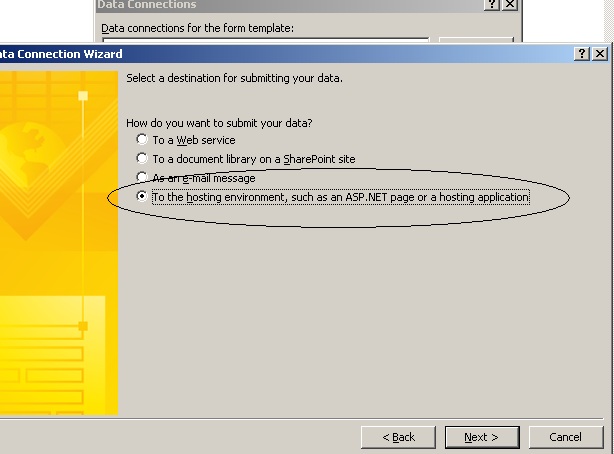 Data Connections
Data connections for the form template:
ata Connection Wizard
Select a destination for submitting your data.
How do you want to submit your data?
To a Web service
To a document library on a SharePoint site
As an e-mail message
To the hosting environment, such as an ASP.NET page or a hosting application
< Back
Next >
Cancel